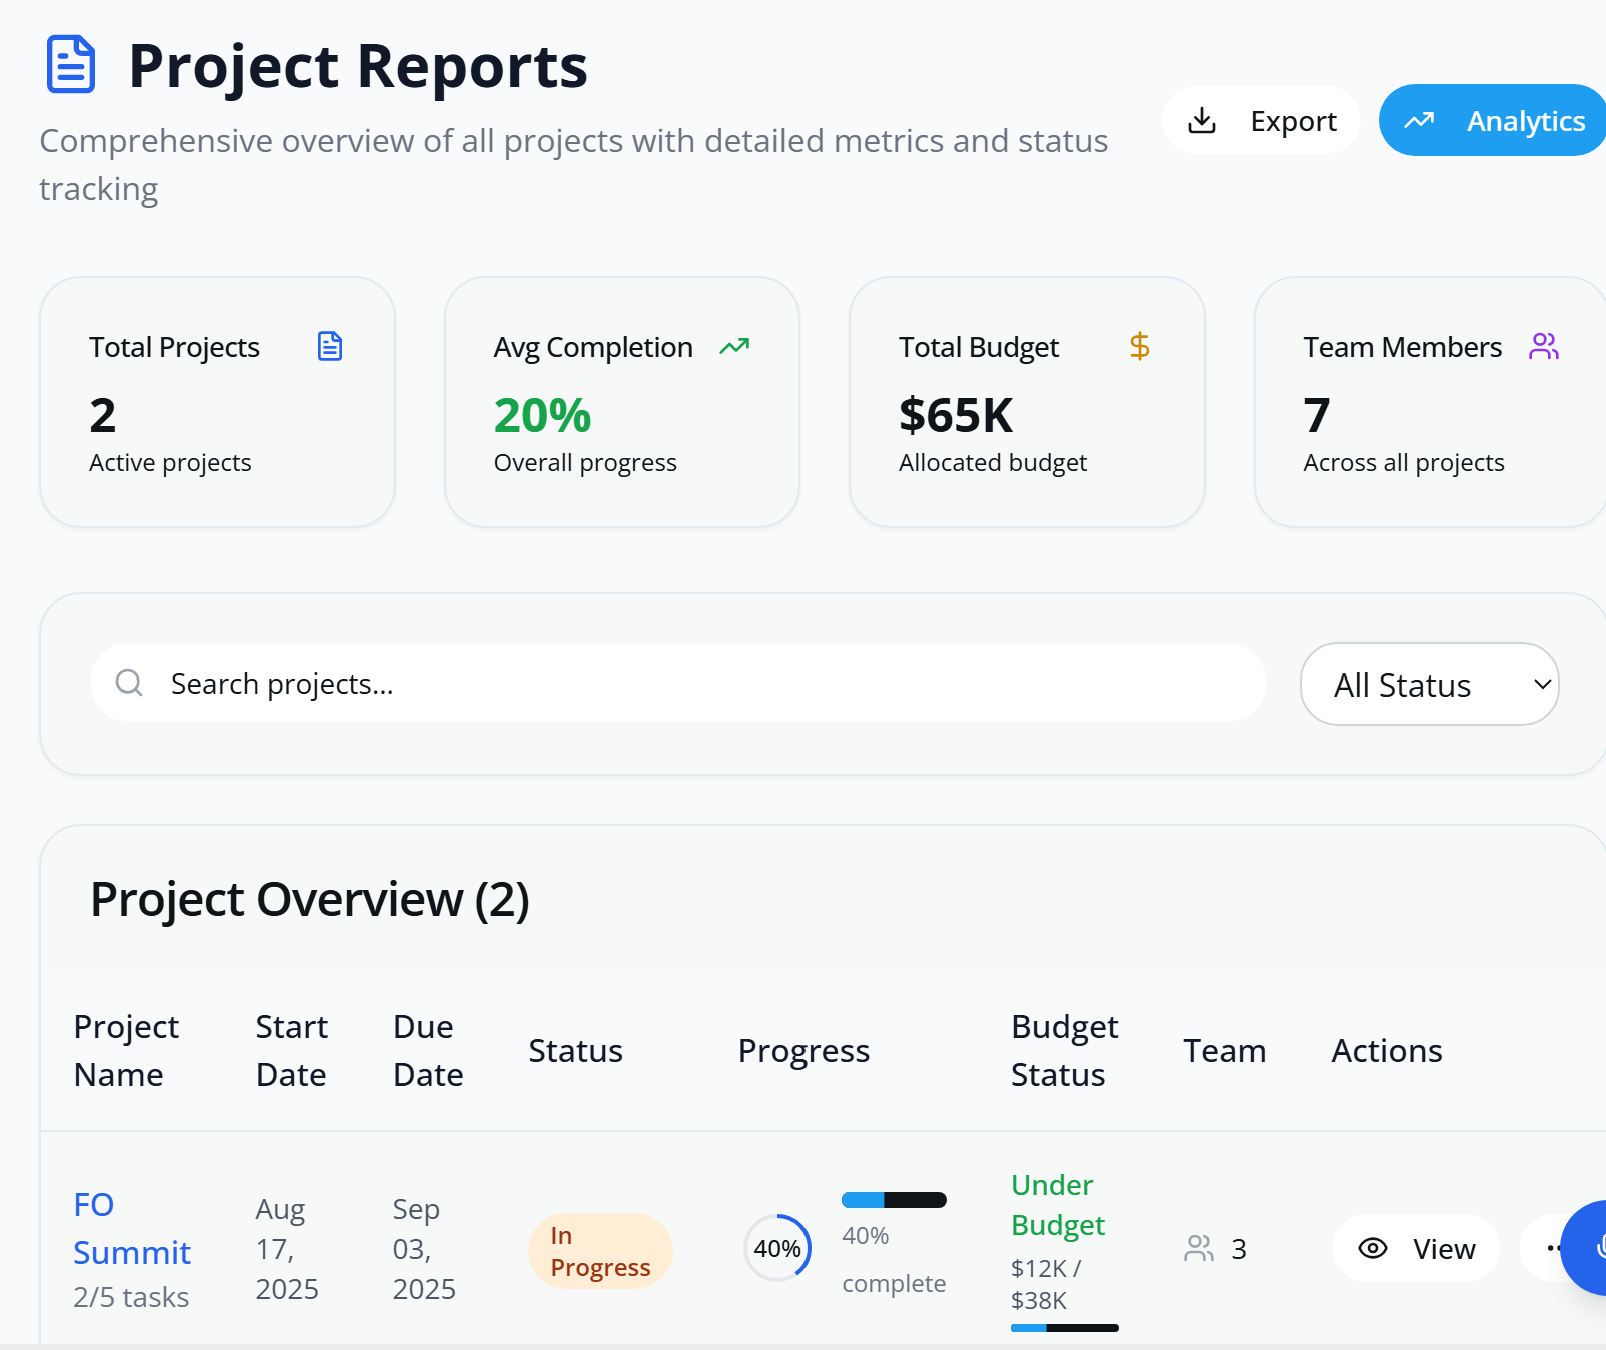 Project Reports
Comprehensive overview of all projects with detailed metrics and status
tracking
Export
Analytics
Total Projects
2
Active projects
Avg Completion
20%
Overall progress
Total Budget
$65K
Allocated budget
Team Members
7
Across all projects
Search projects...
All Status
Project Overview (2)
Project
Name
Start
Date
Due
Date
Status
Progress
Budget
Status
Team
Actions
FO
Summit
2/5 tasks
Aug
17,
2025
Sep
03,
2025
In
Progress
40%
40%
complete
Under
Budget
$12K /
$38K
3
View